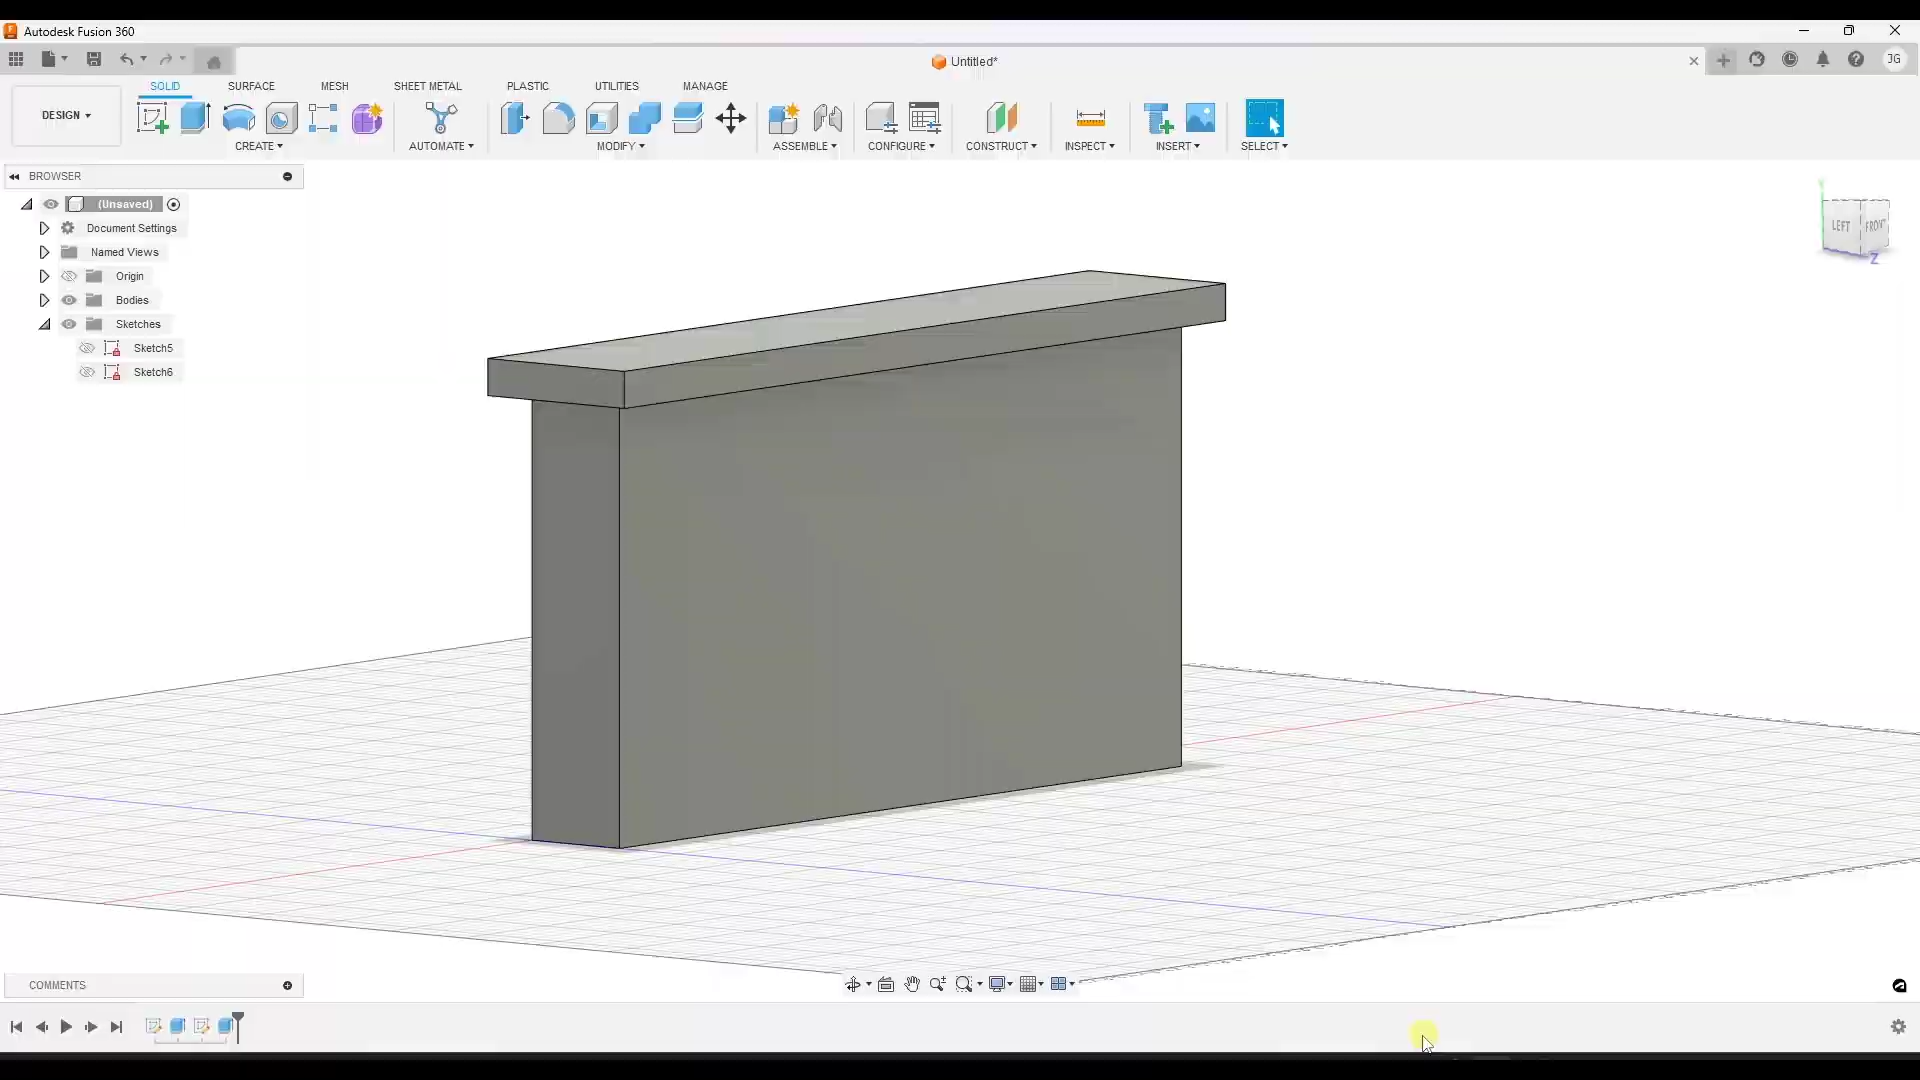 Autodesk Fusion 360
Untitled*
JG
DESIGN
SOLID SURFACE MESH SHEET METAL PLASTIC UTILITIES MANAGE
CREATE AUTOMATE MODIFY ASSEMBLE CONFIGURE CONSTRUCT INSPECT INSERT SELECT
BROWSER
(Unsaved)
Document Settings
Named Views
Origin
Bodies
Sketches
Sketch5
Sketch6
LEFT FRONT
Z
COMMENTS